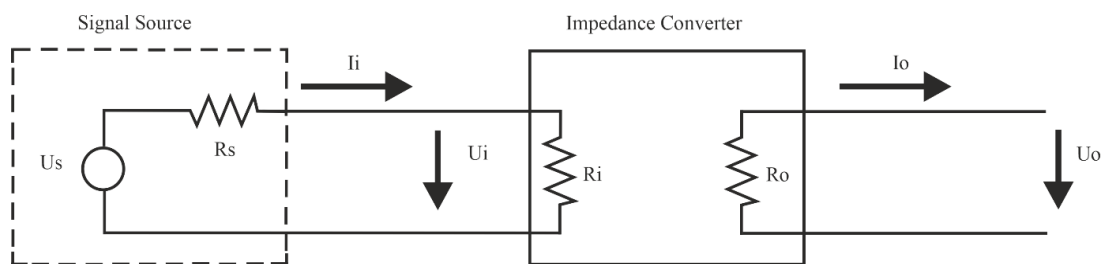 Signal Source
Impedance Converter
Ii
Io
Rs
Us
Ui
Ri
Ro
Uo